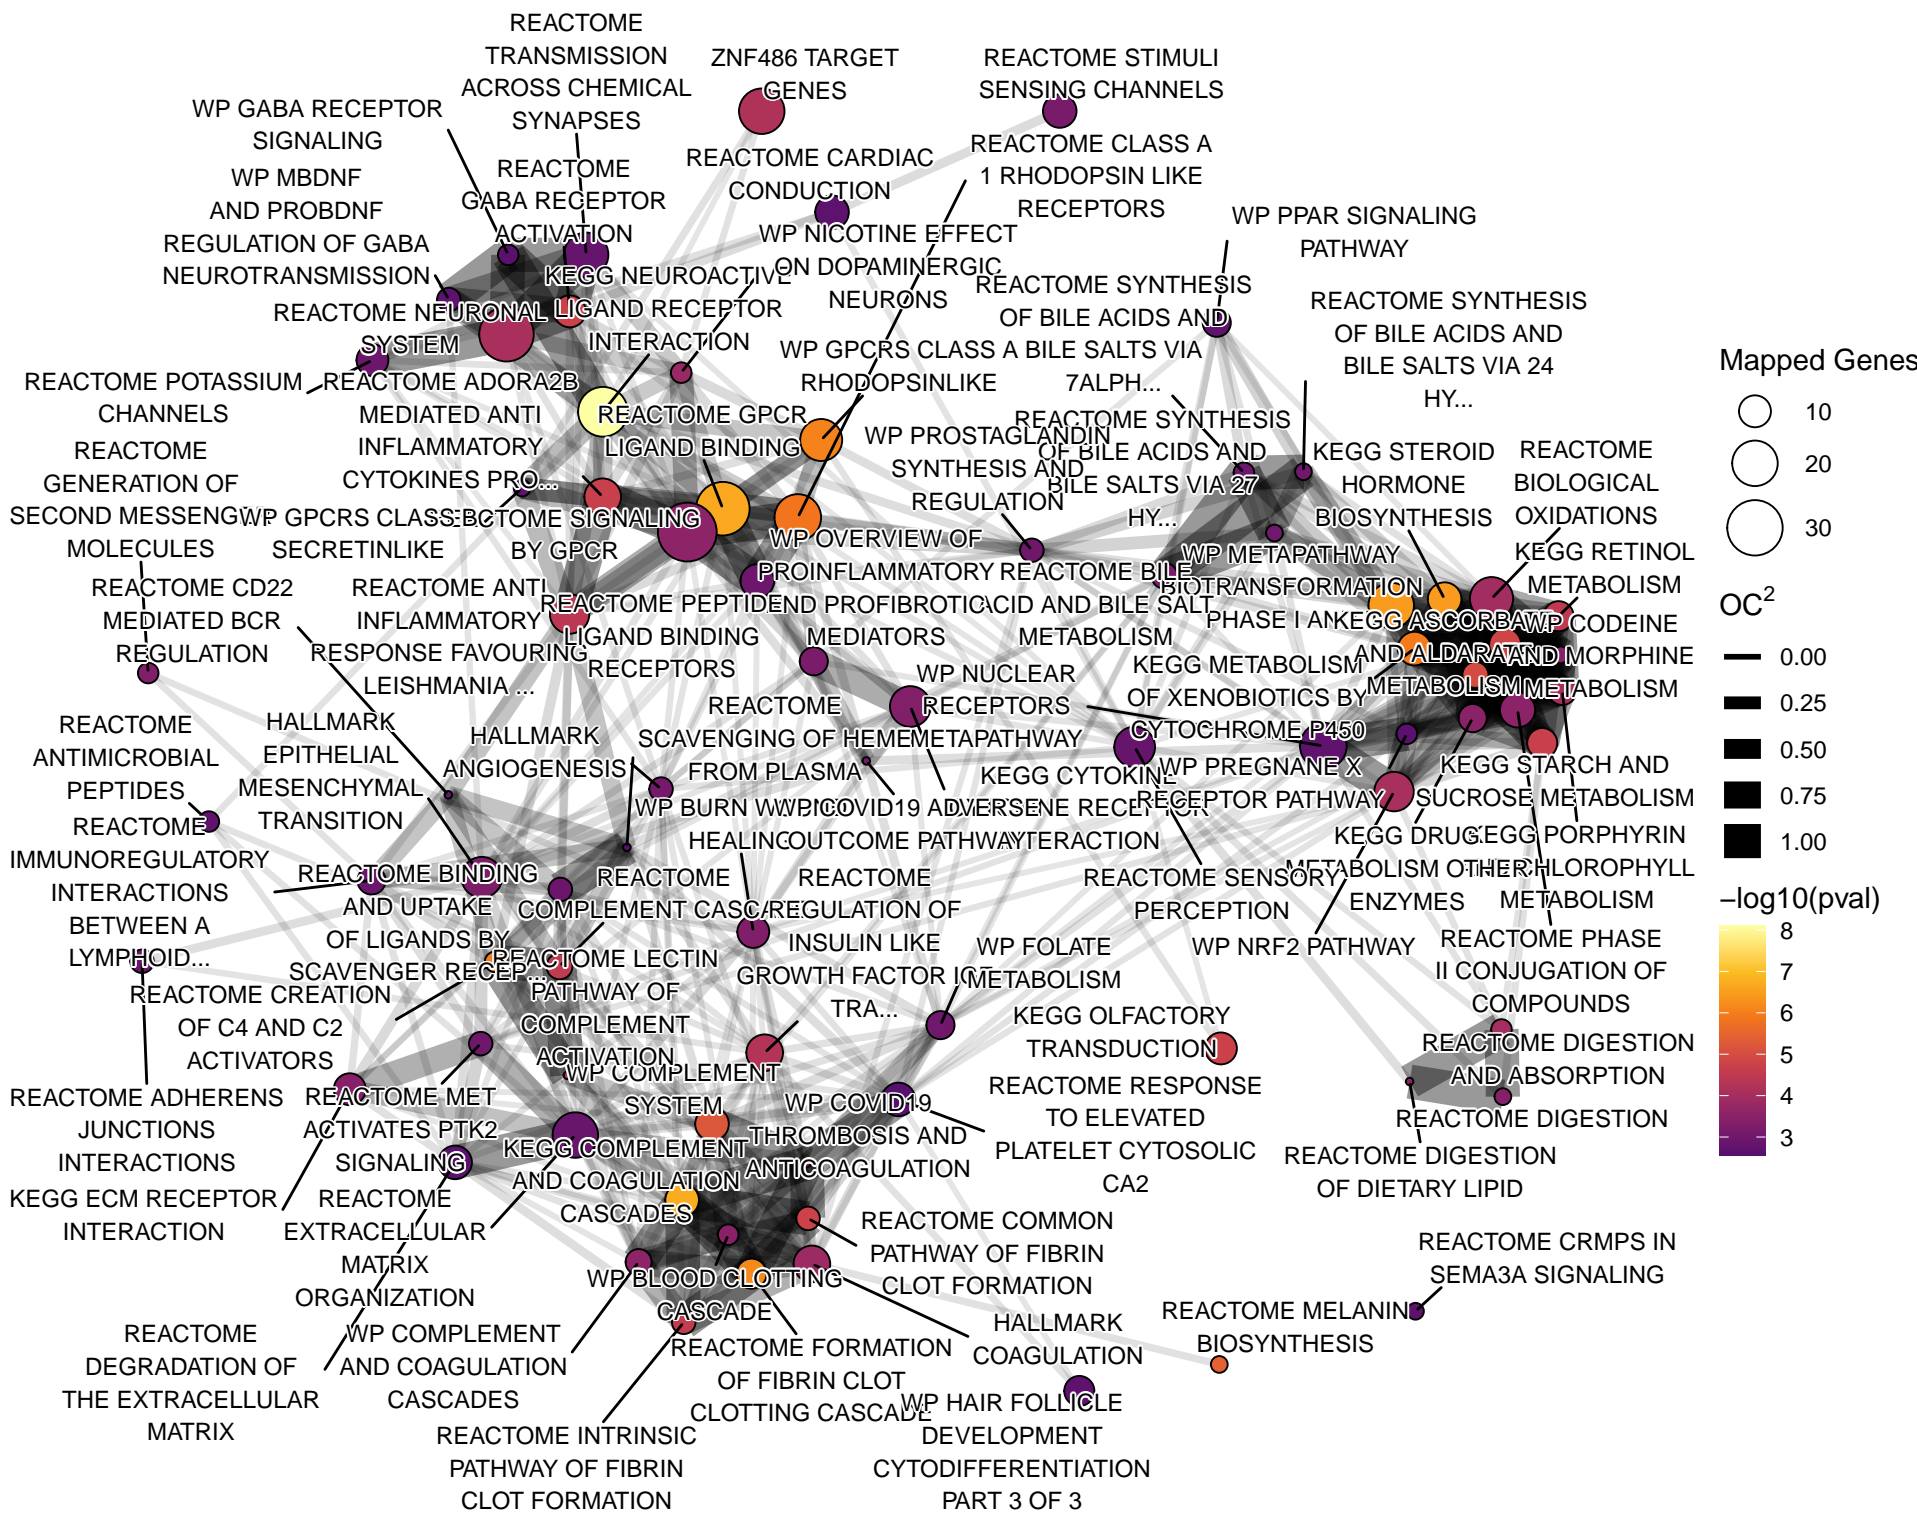 REACTOME
TRANSMISSION
ACROSS CHEMICAL
SYNAPSES
ZNF486 TARGET
GENES
REACTOME STIMULI
SENSING CHANNELS
WP GABA RECEPTOR
SIGNALING
REACTOME CARDIAC
CONDUCTION
REACTOME CLASS A
1 RHODOPSIN LIKE
RECEPTORS
WP MBDNF
AND PROBDNF
REGULATION OF GABA
NEUROTRANSMISSION
REACTOME
GABA RECEPTOR
ACTIVATION
WP NICOTINE EFFECT
ON DOPAMINERGIC
NEURONS
WP PPAR SIGNALING
PATHWAY
KEGG NEUROACTIVE
LIGAND RECEPTOR
INTERACTION
REACTOME SYNTHESIS
OF BILE ACIDS AND
BILE SALTS VIA
7ALPH...
REACTOME SYNTHESIS
OF BILE ACIDS AND
BILE SALTS VIA 24
HY...
REACTOME NEURONAL
SYSTEM
WP GPCRS CLASS A
RHODOPSINLIKE
REACTOME POTASSIUM
CHANNELS
REACTOME ADORA2B
MEDIATED ANTI
INFLAMMATORY
CYTOKINES PRO...
REACTOME GPCR
LIGAND BINDING
REACTOME SYNTHESIS
OF BILE ACIDS AND
BILE SALTS VIA 27
HY...
WP PROSTAGLANDIN
SYNTHESIS AND
REGULATION
KEGG STEROID
HORMONE
BIOSYNTHESIS
REACTOME
BIOLOGICAL
OXIDATIONS
REACTOME
GENERATION OF
SECOND MESSENGER
MOLECULES
WP GPCRS CLASS B
SECRETINLIKE
REACTOME SIGNALING
BY GPCR
WP OVERVIEW OF
PROINFLAMMATORY
AND PROFIBROTIC
MEDIATORS
REACTOME BILE
ACID AND BILE SALT
METABOLISM
WP METAPATHWAY
BIOTRANSFORMATION
PHASE I AND
KEGG RETINOL
METABOLISM
REACTOME CD22
MEDIATED BCR
REGULATION
REACTOME ANTI
INFLAMMATORY
RESPONSE FAVOURING
LEISHMANIA ...
REACTOME PEPTIDE
LIGAND BINDING
RECEPTORS
KEGG ASCORBATE
AND ALDARATE
METABOLISM
WP CODEINE
AND MORPHINE
METABOLISM
KEGG METABOLISM
OF XENOBIOTICS BY
CYTOCHROME P450
WP NUCLEAR
RECEPTORS
METAPATHWAY
REACTOME
SCAVENGING OF HEME
FROM PLASMA
REACTOME
ANTIMICROBIAL
PEPTIDES
HALLMARK
EPITHELIAL
MESENCHYMAL
TRANSITION
HALLMARK
ANGIOGENESIS
KEGG CYTOKINE
INTERACTION
WP PREGNANE X
RECEPTOR PATHWAY
KEGG STARCH AND
SUCROSE METABOLISM
WP BURN WOUND
HEALING
WP COVID19 ADVERSE
OUTCOME PATHWAY
REACTOME
IMMUNOREGULATORY
INTERACTIONS
BETWEEN A
LYMPHOID...
KEGG DRUG
METABOLISM OTHER
ENZYMES
KEGG PORPHYRIN
CHLOROPHYLL
METABOLISM
REACTOME BINDING
AND UPTAKE
OF LIGANDS BY
SCAVENGER RECEP...
REACTOME
COMPLEMENT CASCADE
REACTOME
REGULATION OF
INSULIN LIKE
GROWTH FACTOR IGF
TRA...
REACTOME SENSORY
PERCEPTION
WP NRF2 PATHWAY
WP FOLATE
METABOLISM
REACTOME PHASE
II CONJUGATION OF
COMPOUNDS
REACTOME LECTIN
PATHWAY OF
COMPLEMENT
ACTIVATION
REACTOME CREATION
OF C4 AND C2
ACTIVATORS
KEGG OLFACTORY
TRANSDUCTION
REACTOME DIGESTION
AND ABSORPTION
REACTOME ADHERENS
JUNCTIONS
INTERACTIONS
REACTOME MET
ACTIVATES PTK2
SIGNALING
WP COMPLEMENT
SYSTEM
WP COVID19
THROMBOSIS AND
ANTICOAGULATION
REACTOME RESPONSE
TO ELEVATED
PLATELET CYTOSOLIC
CA2
REACTOME DIGESTION
KEGG COMPLEMENT
AND COAGULATION
CASCADES
REACTOME DIGESTION
OF DIETARY LIPID
KEGG ECM RECEPTOR
INTERACTION
REACTOME
EXTRACELLULAR
MATRIX
ORGANIZATION
REACTOME COMMON
PATHWAY OF FIBRIN
CLOT FORMATION
REACTOME CRMPS IN
SEMA3A SIGNALING
WP BLOOD CLOTTING
CASCADE
REACTOME MELANIN
BIOSYNTHESIS
REACTOME
DEGRADATION OF
THE EXTRACELLULAR
MATRIX
WP COMPLEMENT
AND COAGULATION
CASCADES
REACTOME FORMATION
OF FIBRIN CLOT
CLOTTING CASCADE
HALLMARK
COAGULATION
REACTOME INTRINSIC
PATHWAY OF FIBRIN
CLOT FORMATION
WP HAIR FOLLICLE
DEVELOPMENT
CYTODIFFERENTIATION
PART 3 OF 3
Mapped Genes
10
20
30
OC2
0.00
0.25
0.50
0.75
1.00
−log10(pval)
8
7
6
5
4
3